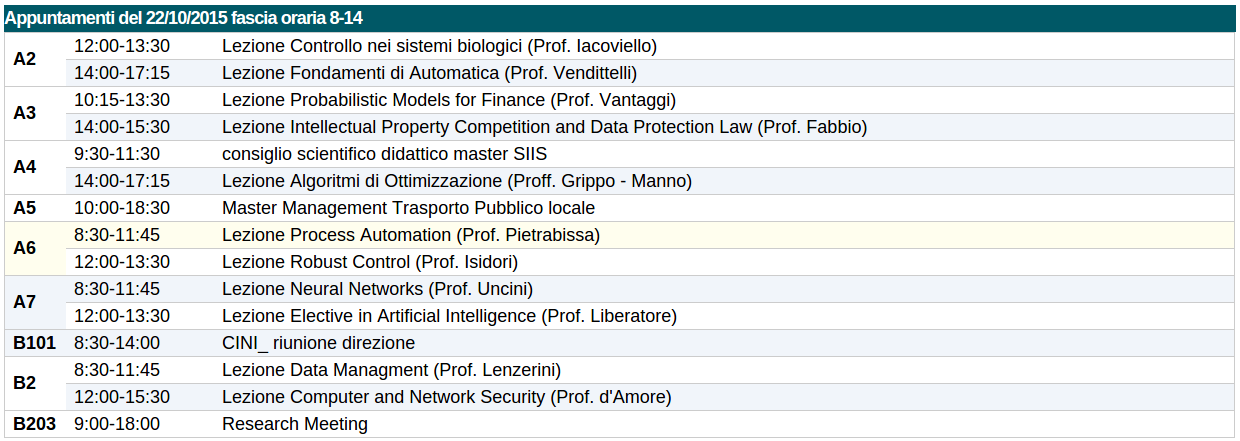 Appuntamenti del 22/10/2015 fascia oraria 8-14
A2 12:00-13:30 Lezione Controllo nei sistemi biologici (Prof. Iacoviello)
14:00-17:15 Lezione Fondamenti di Automatica (Prof. Vendittelli)
A3 10:15-13:30 Lezione Probabilistic Models for Finance (Prof. Vantaggi)
14:00-15:30 Lezione Intellectual Property Competition and Data Protection Law (Prof. Fabbio)
A4 9:30-11:30 consiglio scientifico didattico master SIIS
14:00-17:15 Lezione Algoritmi di Ottimizzazione (Proff. Grippo - Manno)
A5 10:00-18:30 Master Management Trasporto Pubblico locale
A6 8:30-11:45 Lezione Process Automation (Prof. Pietrabissa)
12:00-13:30 Lezione Robust Control (Prof. Isidori)
A7 8:30-11:45 Lezione Neural Networks (Prof. Uncini)
12:00-13:30 Lezione Elective in Artificial Intelligence (Prof. Liberatore)
B101 8:30-14:00 CINI_ riunione direzione
B2 8:30-11:45 Lezione Data Managment (Prof. Lenzerini)
12:00-15:30 Lezione Computer and Network Security (Prof. d'Amore)
B203 9:00-18:00 Research Meeting